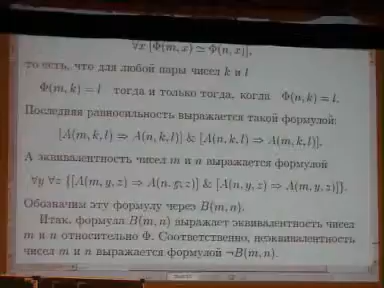 ∀x [Φ(m, x) ≃ Φ(n, x)],
то есть, что для любой пары чисел k и l
Φ(m, k) = l тогда и только тогда, когда Φ(n, k) = l.
Последняя равносильность выражается такой формулой:
[A(m, k, l) ⇒ A(n, k, l)] & [A(n, k, l) ⇒ A(m, k, l)].
А эквивалентность чисел m и n выражается формулой
∀y ∀z {[A(m, y, z) ⇒ A(n, y, z)] & [A(n, y, z) ⇒ A(m, y, z)]}.
Обозначим эту формулу через B(m, n).
Итак, формула B(m, n) выражает эквивалентность чисел
m и n относительно Φ. Соответственно, неэквивалентность
чисел m и n выражается формулой ¬B(m, n).